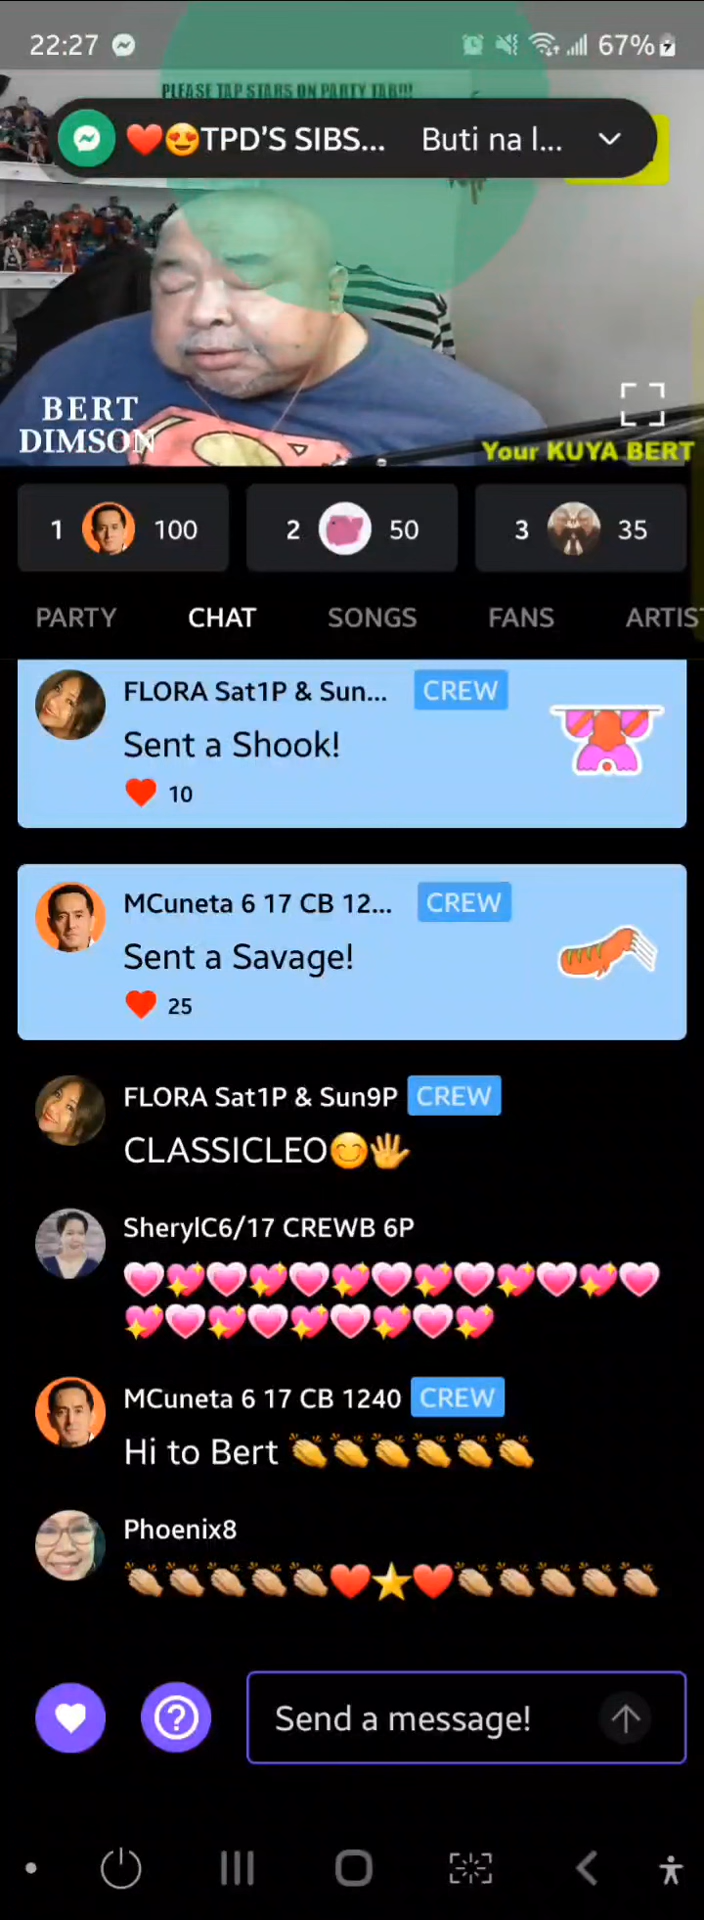 22:27
67%
PLEASE TAP STARS ON PARTY TAB!!!
❤️😍TPD'S SIBS... Buti na l...
BERT
DIMSON
Your KUYA BERT
1 100 2 50 3 35
PARTY CHAT SONGS FANS ARTIS
FLORA Sat1P & Sun... CREW
Sent a Shook!
❤️ 10
MCuneta 6 17 CB 12... CREW
Sent a Savage!
❤️ 25
FLORA Sat1P & Sun9P CREW
CLASSICLEO😊👋
SherylC6/17 CREWB 6P
💗💖💗💖💗💖💗💖💗💖💗💖💗
💖💗💖💗💖💗💖💗💖
MCuneta 6 17 CB 1240 CREW
Hi to Bert 👏👏👏👏👏👏
Phoenix8
👏🏼👏🏼👏🏼👏🏼👏🏼❤️⭐❤️👏🏼👏🏼👏🏼👏🏼👏🏼
Send a message!